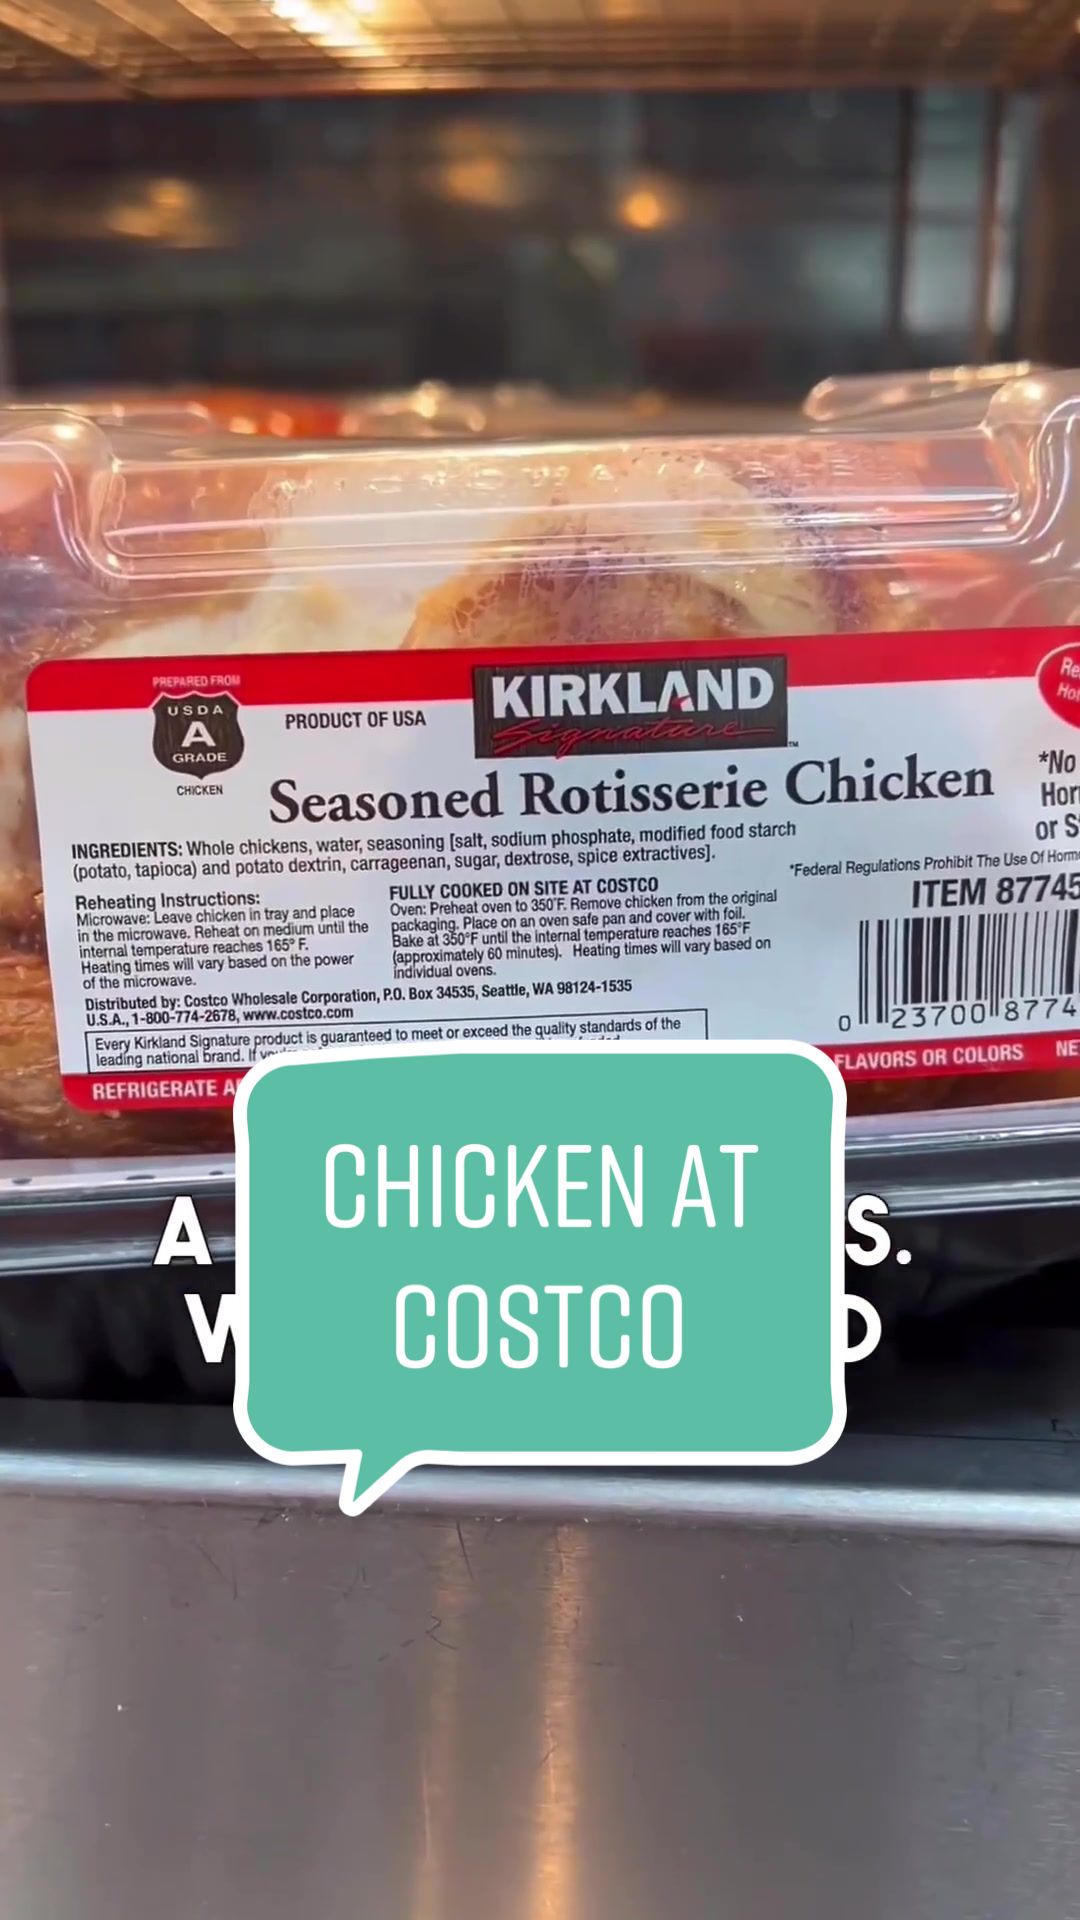 PREPARED FROM
USDA
A
GRADE
CHICKEN
PRODUCT OF USA
KIRKLAND
Signature
TM
Seasoned Rotisserie Chicken
INGREDIENTS: Whole chickens, water, seasoning [salt, sodium phosphate, modified food starch
(potato, tapioca) and potato dextrin, carrageenan, sugar, dextrose, spice extractives].
Reheating Instructions:
Microwave: Leave chicken in tray and place
in the microwave. Reheat on medium until the
internal temperature reaches 165° F.
Heating times will vary based on the power
of the microwave.
FULLY COOKED ON SITE AT COSTCO
Oven: Preheat oven to 350°F. Remove chicken from the original
packaging. Place on an oven safe pan and cover with foil.
Bake at 350°F until the internal temperature reaches 165°F
(approximately 60 minutes). Heating times will vary based on
individual ovens.
Distributed by: Costco Wholesale Corporation, P.O. Box 34535, Seattle, WA 98124-1535
U.S.A., 1-800-774-2678, www.costco.com
Every Kirkland Signature product is guaranteed to meet or exceed the quality standards of the
leading national brand. If
REFRIGERATE
*No
or
*Federal Regulations Prohibit The Use Of
ITEM 87745
0 23700 8774
FLAVORS OR COLORS
CHICKEN AT
COSTCO
A